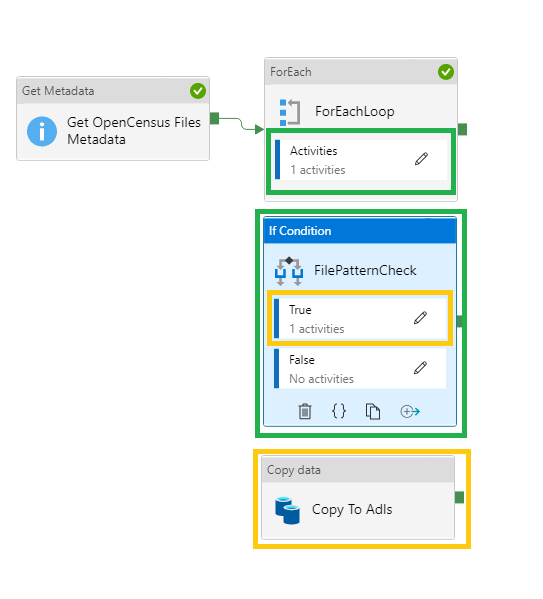 Get Metadata
Get OpenCensus Files
Metadata
ForEach
ForEachLoop
Activities
1 activities
If Condition
FilePatternCheck
True
1 activities
False
No activities
Copy data
Copy To Adls